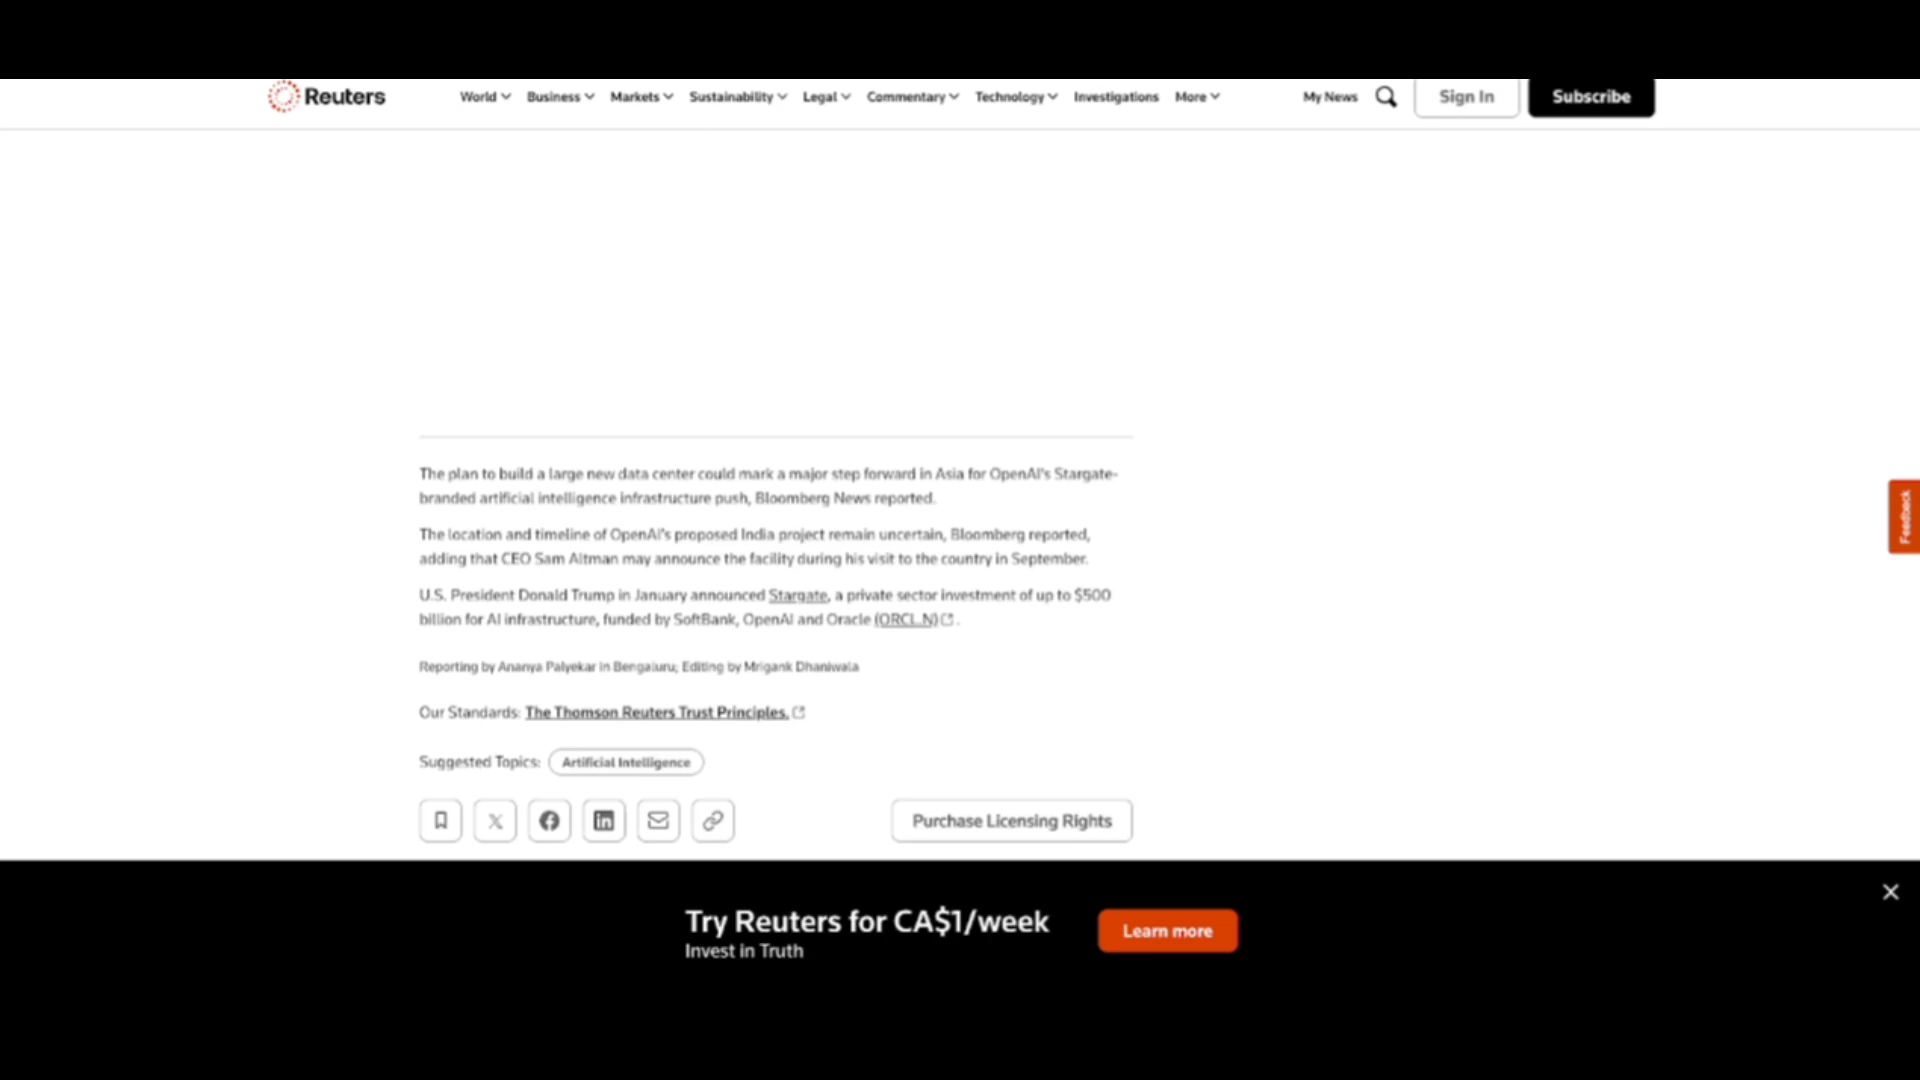 Reuters
World Business Markets Sustainability Legal Commentary Technology Investigations More
My News Sign In Subscribe
The plan to build a large new data center could mark a major step forward in Asia for OpenAI's Stargate-
branded artificial intelligence infrastructure push, Bloomberg News reported.
The location and timeline of OpenAI's proposed India project remain uncertain, Bloomberg reported,
adding that CEO Sam Altman may announce the facility during his visit to the country in September.
U.S. President Donald Trump in January announced Stargate, a private sector investment of up to $500
billion for AI infrastructure, funded by SoftBank, OpenAI and Oracle (ORCL.N).
Reporting by Ananya Palyekar in Bengaluru; Editing by Mrigank Dhaniwala
Our Standards: The Thomson Reuters Trust Principles.
Suggested Topics: Artificial Intelligence
Purchase Licensing Rights
Feedback
Try Reuters for CA$1/week
Invest in Truth
Learn more